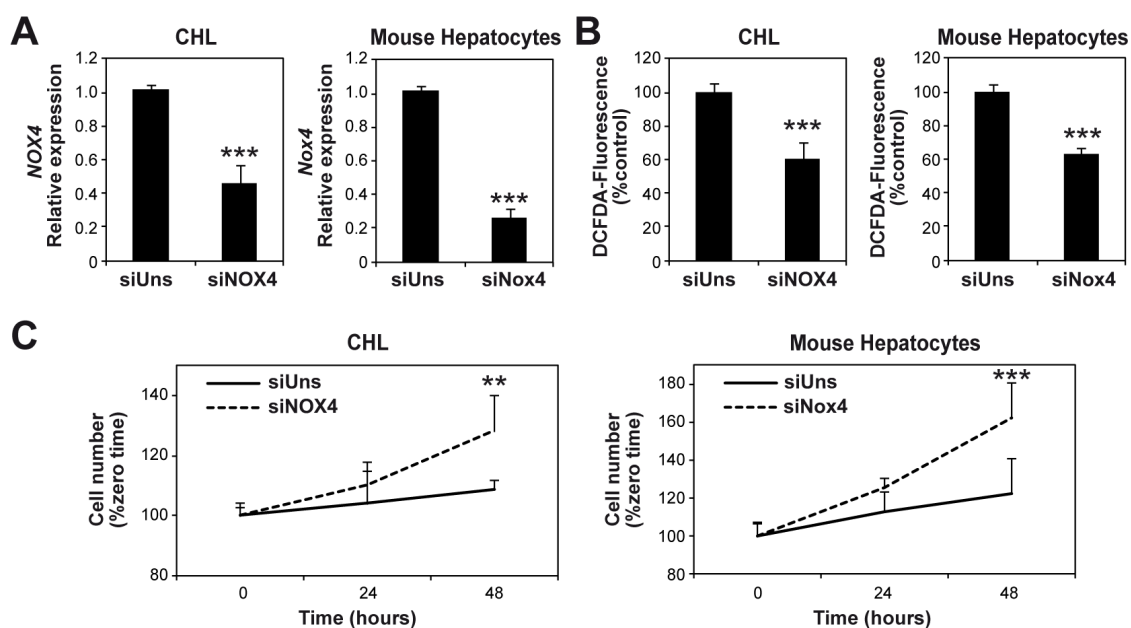 A
CHL
NOX4
Relative expression
1.2
1.0
0.8
0.6
0.4
0.2
0
***
siUns
siNOX4
Mouse Hepatocytes
Nox4
Relative expression
1.2
1.0
0.8
0.6
0.4
0.2
0
***
siUns
siNox4
B
CHL
DCFDA-Fluorescence
(%control)
120
100
80
60
40
20
0
***
siUns
siNOX4
Mouse Hepatocytes
DCFDA-Fluorescence
(%control)
120
100
80
60
40
20
0
***
siUns
siNox4
C
CHL
Cell number
(%zero time)
140
120
100
80
siUns
siNOX4
**
0
24
48
Time (hours)
Mouse Hepatocytes
Cell number
(%zero time)
180
160
140
120
100
80
siUns
siNox4
***
0
24
48
Time (hours)